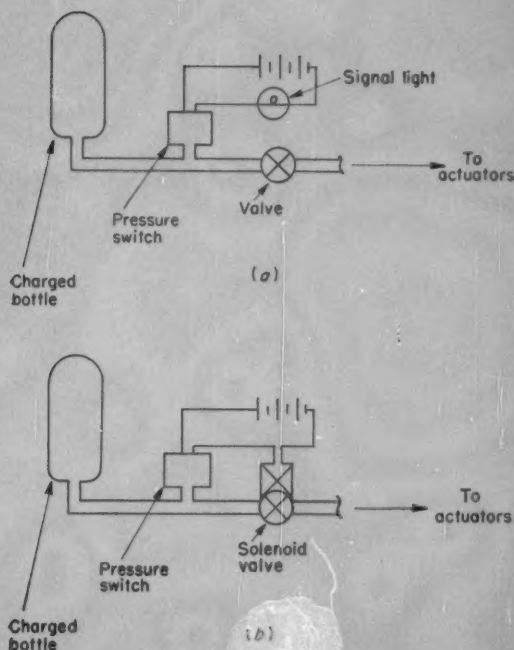 Signal light
To
actuators
Valve
Pressure
switch
(a)
Charged
bottle
To
actuators
Solenoid
valve
Pressure
switch
Charged
bottle
(b)